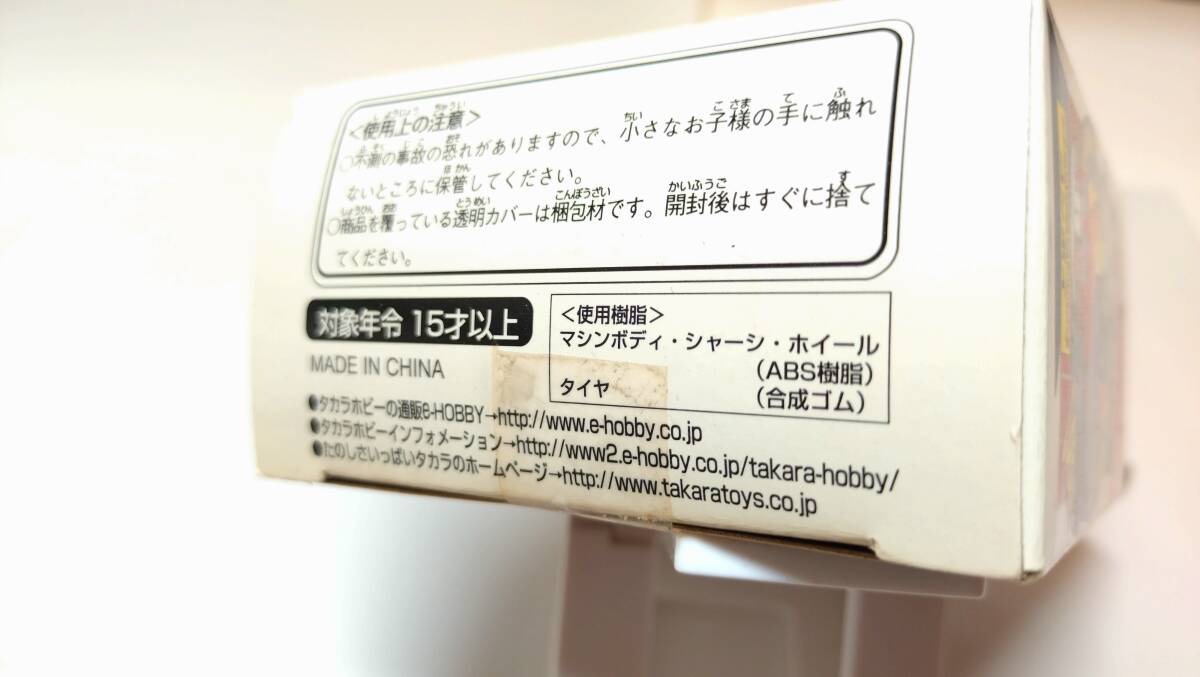 <使用上の注意>
○不測の事故の恐れがありますので、小さなお子様の手に触れ
ないところに保管してください。
○商品を覆っている透明カバーは梱包材です。開封後はすぐに捨て
てください。
対象年令 15才以上
MADE IN CHINA
<使用樹脂>
マシンボディ・シャーシ・ホイール
(ABS樹脂)
タイヤ (合成ゴム)
●タカラホビーの通販e-HOBBY→http://www.e-hobby.co.jp
●タカラホビーインフォメーション→http://www2.e-hobby.co.jp/takara-hobby/
●たのしさいっぱいタカラのホームページ→http://www.takaratoys.co.jp